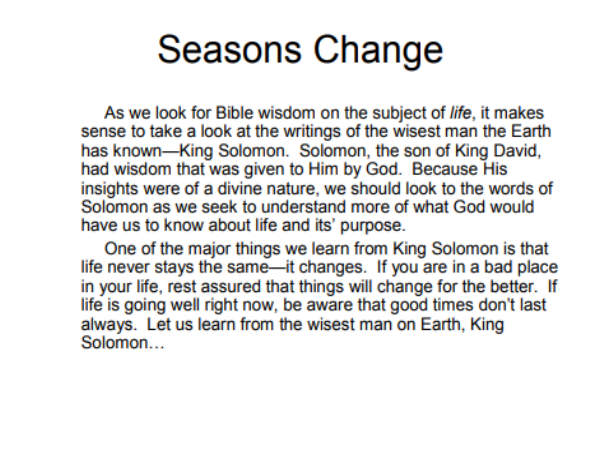 Seasons Change
As we look for Bible wisdom on the subject of life, it makes
sense to take a look at the writings of the wisest man the Earth
has known—King Solomon.  Solomon, the son of King David,
had wisdom that was given to Him by God.  Because His
insights were of a divine nature, we should look to the words of
Solomon as we seek to understand more of what God would
have us to know about life and its’ purpose.
One of the major things we learn from King Solomon is that
life never stays the same—it changes.  If you are in a bad place
in your life, rest assured that things will change for the better.  If
life is going well right now, be aware that good times don’t last
always.  Let us learn from the wisest man on Earth, King
Solomon…